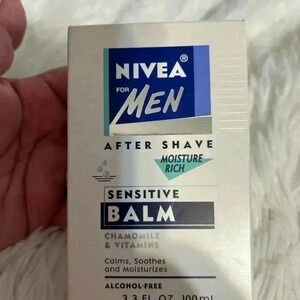 NIVEA®
FOR
MEN
AFTER SHAVE
MOISTURE
RICH
SENSITIVE
BALM
CHAMOMILE
& VITAMINS
Calms, Soothes
and Moisturizes
ALCOHOL-FREE
3.3 FL. OZ. 100 ml